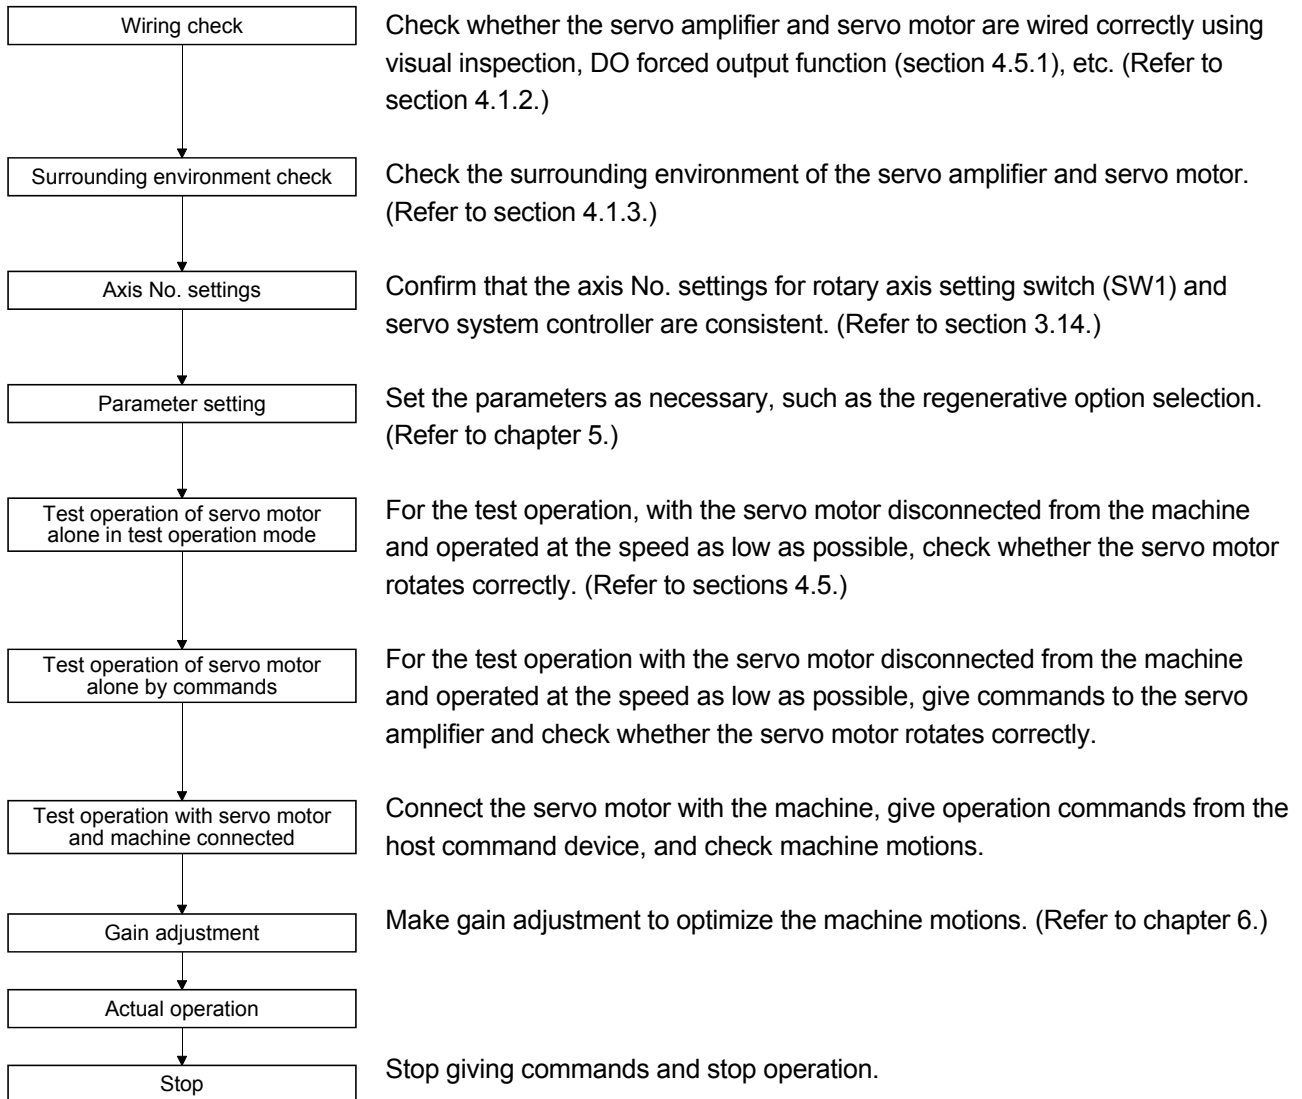 Wiring check
Check whether the servo amplifier and servo motor are wired correctly using
visual inspection, DO forced output function (section 4.5.1), etc. (Refer to
section 4.1.2.)
Surrounding environment check
Check the surrounding environment of the servo amplifier and servo motor.
(Refer to section 4.1.3.)
Axis No. settings
Confirm that the axis No. settings for rotary axis setting switch (SW1) and
servo system controller are consistent. (Refer to section 3.14.)
Parameter setting
Set the parameters as necessary, such as the regenerative option selection.
(Refer to chapter 5.)
Test operation of servo motor
alone in test operation mode
For the test operation, with the servo motor disconnected from the machine
and operated at the speed as low as possible, check whether the servo motor
rotates correctly. (Refer to sections 4.5.)
Test operation of servo motor
alone by commands
For the test operation with the servo motor disconnected from the machine
and operated at the speed as low as possible, give commands to the servo
amplifier and check whether the servo motor rotates correctly.
Test operation with servo motor
and machine connected
Connect the servo motor with the machine, give operation commands from the
host command device, and check machine motions.
Gain adjustment
Make gain adjustment to optimize the machine motions. (Refer to chapter 6.)
Actual operation
Stop
Stop giving commands and stop operation.